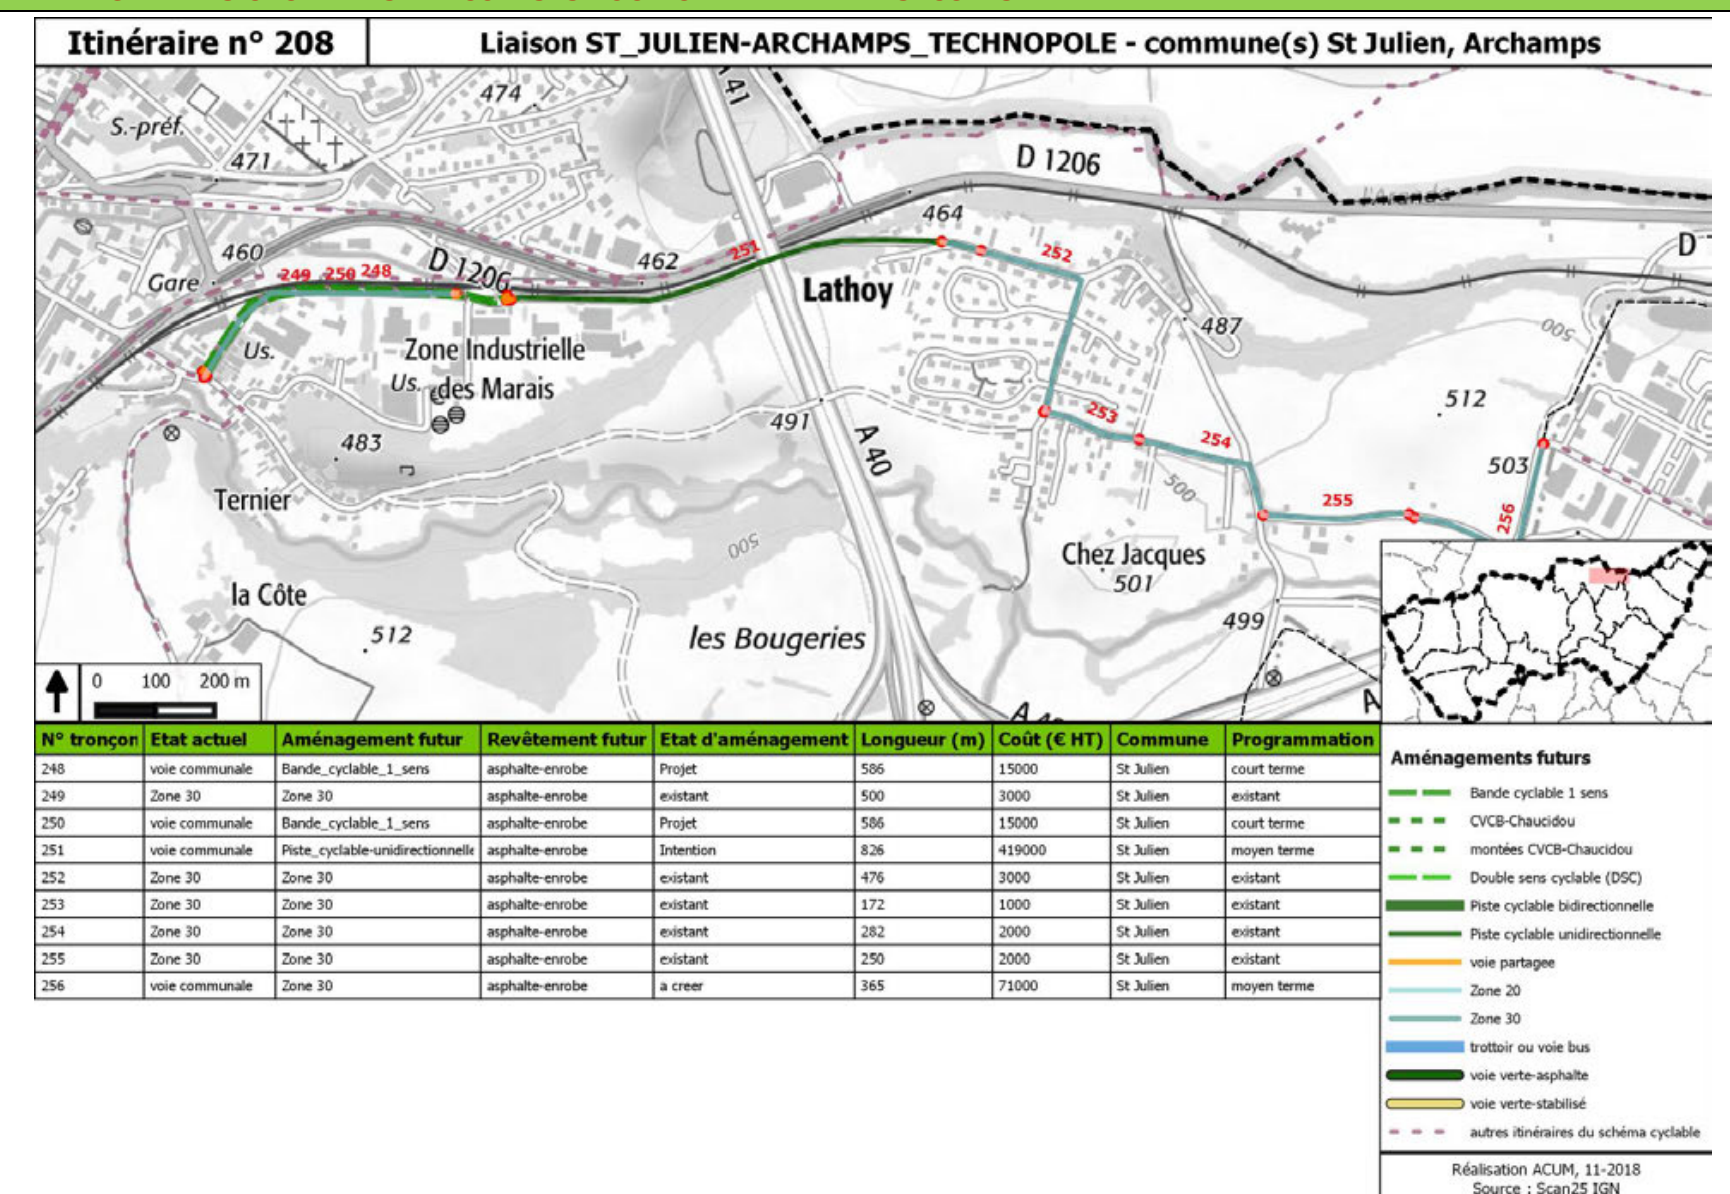 Itinéraire n° 208
Liaison ST_JULIEN-ARCHAMPS_TECHNOPOLE - commune(s) St Julien, Archamps
S.-préf.
474
41
471
D 1206
464
460
Gare
249
250
248
D 1206
462
251
252
D
Lathoy
487
Us.
Zone Industrielle
Us. des Marais
491
A 40
483
253
254
500
512
503
500
255
256
Ternier
500
Chez Jacques
501
la Côte
512
les Bougeries
499
A
0 100 200 m
N° tronçon Etat actuel Aménagement futur Revêtement futur Etat d'aménagement Longueur (m) Coût (€ HT) Commune Programmation
248 voie communale Bande_cyclable_1_sens asphalte-enrobe Projet 586 15000 St Julien court terme
249 Zone 30 Zone 30 asphalte-enrobe existant 500 3000 St Julien existant
250 voie communale Bande_cyclable_1_sens asphalte-enrobe Projet 586 15000 St Julien court terme
251 voie communale Piste_cyclable-unidirectionnelle asphalte-enrobe Intention 826 419000 St Julien moyen terme
252 Zone 30 Zone 30 asphalte-enrobe existant 476 3000 St Julien existant
253 Zone 30 Zone 30 asphalte-enrobe existant 172 1000 St Julien existant
254 Zone 30 Zone 30 asphalte-enrobe existant 282 2000 St Julien existant
255 Zone 30 Zone 30 asphalte-enrobe existant 250 2000 St Julien existant
256 voie communale Zone 30 asphalte-enrobe a creer 365 71000 St Julien moyen terme
Aménagements futurs
Bande cyclable 1 sens
CVCB-Chaucidou
montées CVCB-Chaucidou
Double sens cyclable (DSC)
Piste cyclable bidirectionnelle
Piste cyclable unidirectionnelle
voie partagee
Zone 20
Zone 30
trottoir ou voie bus
voie verte-asphalte
voie verte-stabilisé
autres itinéraires du schéma cyclable
Réalisation ACUM, 11-2018
Source : Scan25 IGN